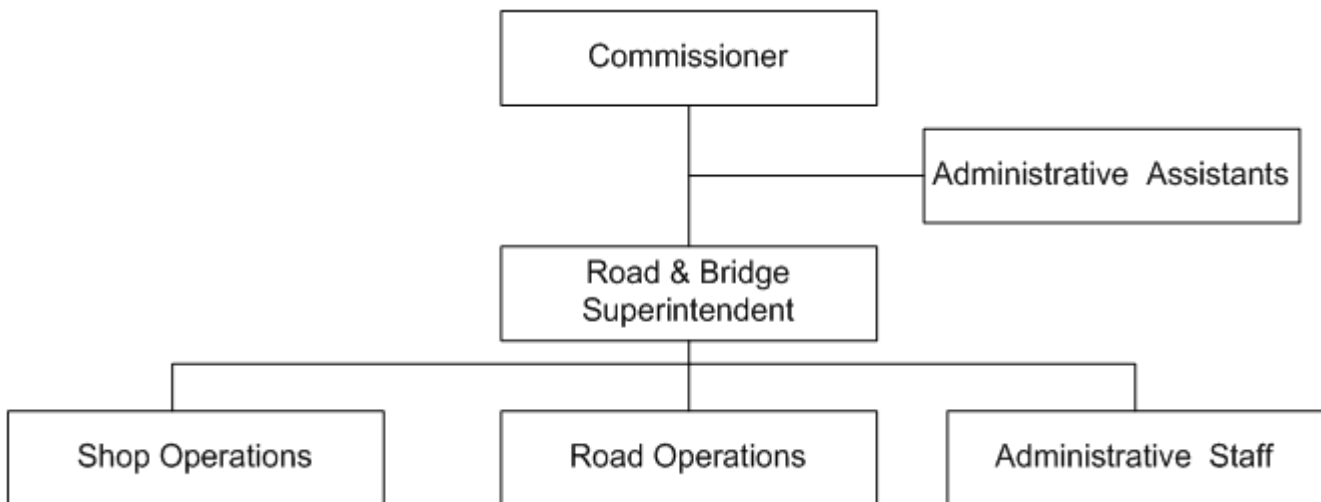 Commissioner
Administrative Assistants
Road & Bridge
Superintendent
Shop Operations
Road Operations
Administrative Staff